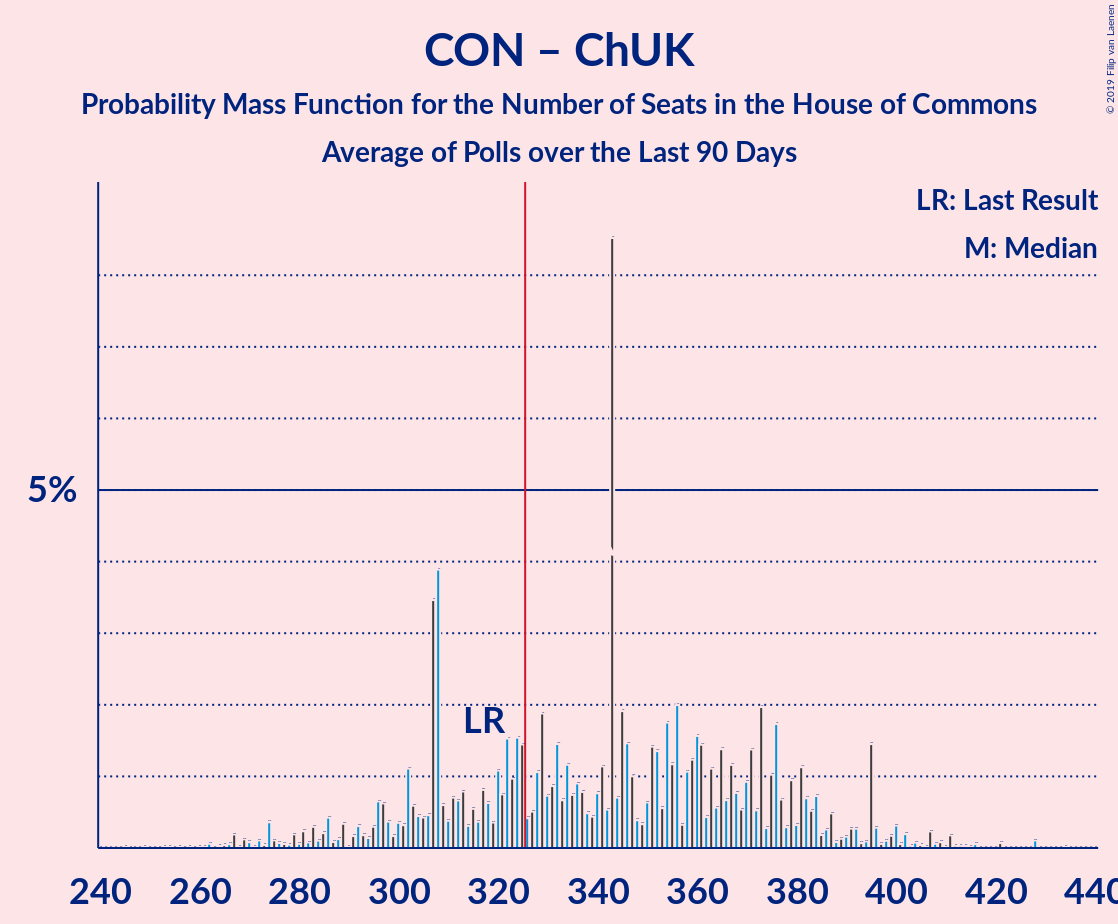 CON – ChUK
Probability Mass Function for the Number of Seats in the House of Commons
Average of Polls over the Last 90 Days
© 2019 Filip van Laenen
LR: Last Result
M: Median
5%
LR
240 260 280 300 320 340 360 380 400 420 440